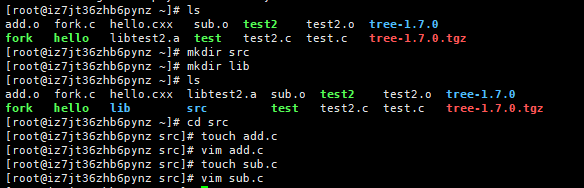 [root@iz7jt36zhb6pynz ~]# ls
add.o fork.c hello.cxx sub.o test2 test2.o tree-1.7.0
fork hello libtest2.a test test2.c test.c tree-1.7.0.tgz
[root@iz7jt36zhb6pynz ~]# mkdir src
[root@iz7jt36zhb6pynz ~]# mkdir lib
[root@iz7jt36zhb6pynz ~]# ls
add.o fork.c hello.cxx libtest2.a sub.o test2 test2.o tree-1.7.0
fork hello lib src test test2.c test.c tree-1.7.0.tgz
[root@iz7jt36zhb6pynz ~]# cd src
[root@iz7jt36zhb6pynz src]# touch add.c
[root@iz7jt36zhb6pynz src]# vim add.c
[root@iz7jt36zhb6pynz src]# touch sub.c
[root@iz7jt36zhb6pynz src]# vim sub.c